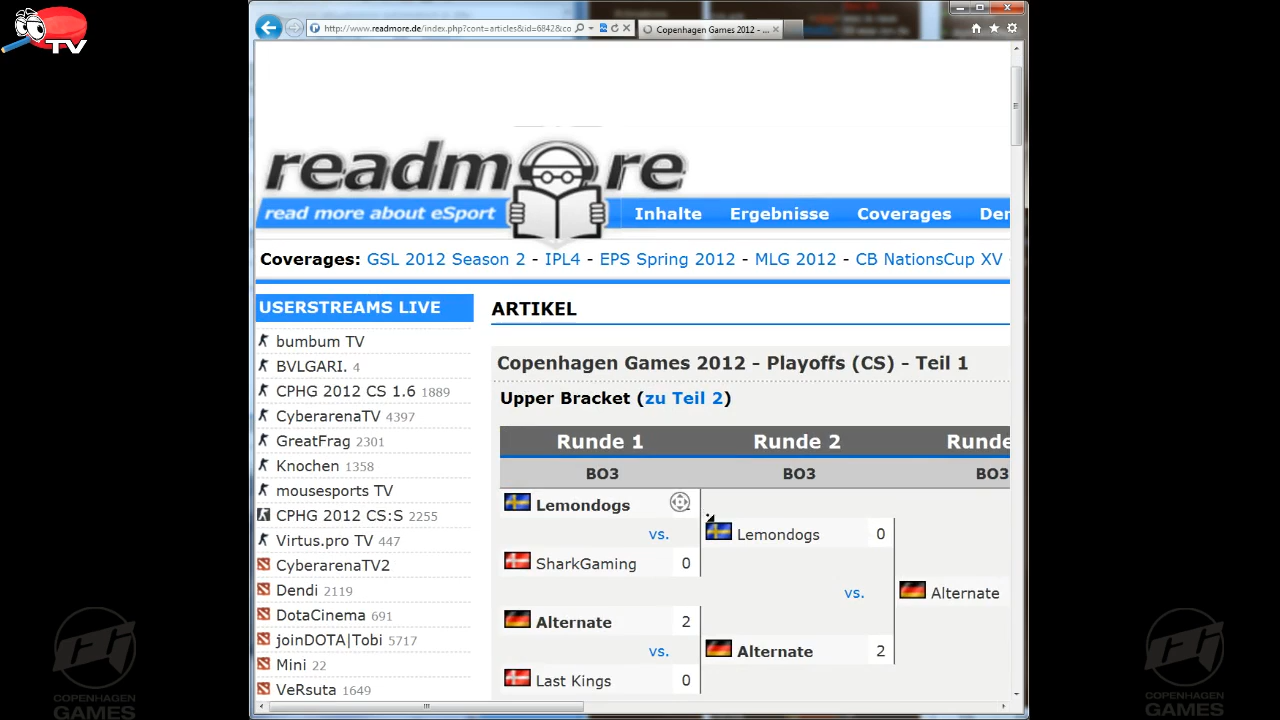 TV
http://www.readmore.de/index.php?cont=articles&id=6842&co
Copenhagen Games 2012 - ...
readmore
read more about eSport
Inhalte Ergebnisse Coverages Der
Coverages: GSL 2012 Season 2 - IPL4 - EPS Spring 2012 - MLG 2012 - CB NationsCup XV
USERSTREAMS LIVE
bumbum TV
BVLGARI. 4
CPHG 2012 CS 1.6 1889
CyberarenaTV 4397
GreatFrag 2301
Knochen 1358
mousesports TV
CPHG 2012 CS:S 2255
Virtus.pro TV 447
CyberarenaTV2
Dendi 2119
DotaCinema 691
joinDOTA|Tobi 5717
Mini 22
VeRsuta 1649
ARTIKEL
Copenhagen Games 2012 - Playoffs (CS) - Teil 1
Upper Bracket (zu Teil 2)
Runde 1 Runde 2 Runde
BO3 BO3 BO3
Lemondogs
vs.
SharkGaming 0
Alternate 2
vs.
Last Kings 0
Lemondogs 0
vs.
Alternate 2
Alternate
COPENHAGEN
GAMES
COPENHAGEN
GAMES